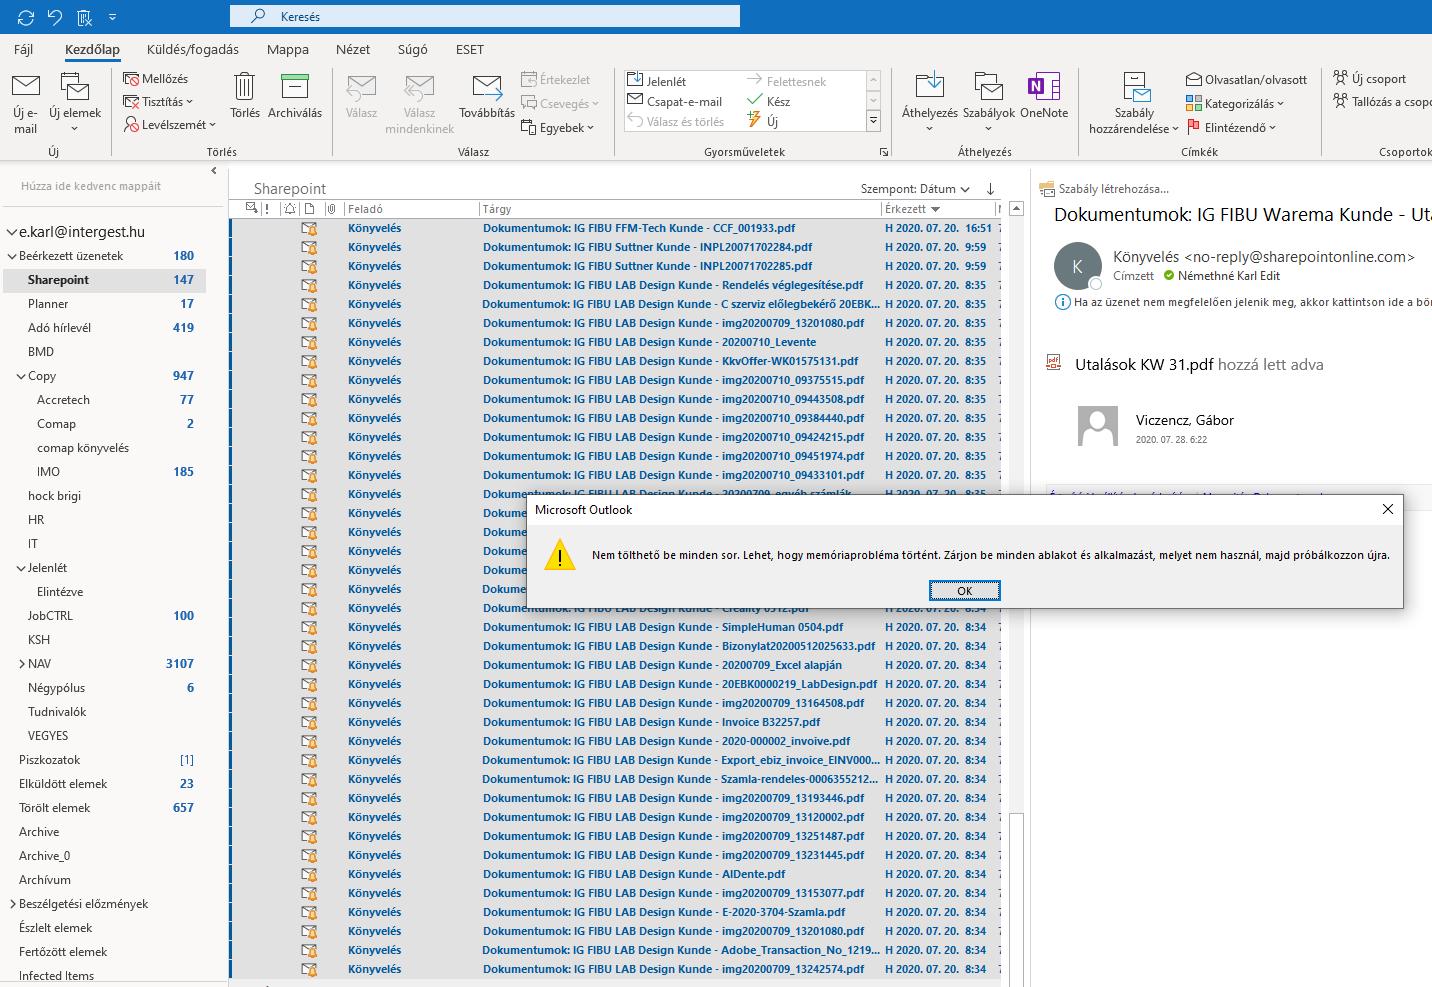 Keresés
Fájl Kezdőlap Küldés/fogadás Mappa Nézet Súgó ESET
Új e-mail
Új elemek
Új
Mellőzés
Tisztítás
Levélszemét
Törlés
Archiválás
Törlés
Válasz
Válasz mindenkinek
Továbbítás
Értekezlet
Csevegés
Egyebek
Válasz
Jelenlét
Csapat-e-mail
Válasz és törlés
Felettesnek
Kész
Új
Gyorsműveletek
Áthelyezés
Szabályok
OneNote
Áthelyezés
Szabály hozzárendelése
Olvasatlan/olvasott
Kategorizálás
Elintézendő
Címkék
Új csoport
Tallózás a csopo
Csoportok
Húzza ide kedvenc mappáit
e.karl@intergest.hu
Beérkezett üzenetek 180
Sharepoint 147
Planner 17
Adó hírlevél 419
BMD
Copy 947
Accretech 77
Comap 2
comap könyvelés
IMO 185
hock brigi
HR
IT
Jelenlét
Elintézve
JobCTRL 100
KSH
NAV 3107
Négypólus 6
Tudnivalók
VEGYES
Piszkozatok [1]
Elküldött elemek 23
Törölt elemek 657
Archive
Archive_0
Archívum
Beszélgetési előzmények
Észlelt elemek
Fertőzött elemek
Infected Items
Sharepoint Szempont: Dátum
! Feladó Tárgy Érkezett
Könyvelés Dokumentumok: IG FIBU FFM-Tech Kunde - CCF_001933.pdf H 2020. 07. 20. 16:51
Könyvelés Dokumentumok: IG FIBU Suttner Kunde - INPL20071702284.pdf H 2020. 07. 20. 9:59
Könyvelés Dokumentumok: IG FIBU Suttner Kunde - INPL20071702285.pdf H 2020. 07. 20. 9:59
Könyvelés Dokumentumok: IG FIBU LAB Design Kunde - Rendelés véglegesítése.pdf H 2020. 07. 20. 8:35
Könyvelés Dokumentumok: IG FIBU LAB Design Kunde - C szerviz előlegbekérő 20EBK... H 2020. 07. 20. 8:35
Könyvelés Dokumentumok: IG FIBU LAB Design Kunde - img20200709_13201080.pdf H 2020. 07. 20. 8:35
Könyvelés Dokumentumok: IG FIBU LAB Design Kunde - 20200710_Levente H 2020. 07. 20. 8:35
Könyvelés Dokumentumok: IG FIBU LAB Design Kunde - KkvOffer-WK01575131.pdf H 2020. 07. 20. 8:35
Könyvelés Dokumentumok: IG FIBU LAB Design Kunde - img20200710_09375515.pdf H 2020. 07. 20. 8:35
Könyvelés Dokumentumok: IG FIBU LAB Design Kunde - img20200710_09443508.pdf H 2020. 07. 20. 8:35
Könyvelés Dokumentumok: IG FIBU LAB Design Kunde - img20200710_09384440.pdf H 2020. 07. 20. 8:35
Könyvelés Dokumentumok: IG FIBU LAB Design Kunde - img20200710_09424215.pdf H 2020. 07. 20. 8:35
Könyvelés Dokumentumok: IG FIBU LAB Design Kunde - img20200710_09451974.pdf H 2020. 07. 20. 8:35
Könyvelés Dokumentumok: IG FIBU LAB Design Kunde - img20200710_09433101.pdf H 2020. 07. 20. 8:35
Könyvelés Dokumentumok: IG FIBU LAB Design Kunde - 20200709_egyéb számlák H 2020. 07. 20. 8:35
Könyvelés Dokume
Könyvelés Dokume
Könyvelés Dokume
Könyvelés Dokume
Könyvelés Dokume
Könyvelés Dokumentumok: IG FIBU LAB Design Kunde - Creality 0512.pdf H 2020. 07. 20. 8:34
Könyvelés Dokumentumok: IG FIBU LAB Design Kunde - SimpleHuman 0504.pdf H 2020. 07. 20. 8:34
Könyvelés Dokumentumok: IG FIBU LAB Design Kunde - Bizonylat20200512025633.pdf H 2020. 07. 20. 8:34
Könyvelés Dokumentumok: IG FIBU LAB Design Kunde - 20200709_Excel alapján H 2020. 07. 20. 8:34
Könyvelés Dokumentumok: IG FIBU LAB Design Kunde - 20EBK0000219_LabDesign.pdf H 2020. 07. 20. 8:34
Könyvelés Dokumentumok: IG FIBU LAB Design Kunde - img20200709_13164508.pdf H 2020. 07. 20. 8:34
Könyvelés Dokumentumok: IG FIBU LAB Design Kunde - Invoice B32257.pdf H 2020. 07. 20. 8:34
Könyvelés Dokumentumok: IG FIBU LAB Design Kunde - 2020-000002_invoive.pdf H 2020. 07. 20. 8:34
Könyvelés Dokumentumok: IG FIBU LAB Design Kunde - Export_ebiz_invoice_EINV000... H 2020. 07. 20. 8:34
Könyvelés Dokumentumok: IG FIBU LAB Design Kunde - Szamla-rendeles-0006355212... H 2020. 07. 20. 8:34
Könyvelés Dokumentumok: IG FIBU LAB Design Kunde - img20200709_13193446.pdf H 2020. 07. 20. 8:34
Könyvelés Dokumentumok: IG FIBU LAB Design Kunde - img20200709_13120002.pdf H 2020. 07. 20. 8:34
Könyvelés Dokumentumok: IG FIBU LAB Design Kunde - img20200709_13251487.pdf H 2020. 07. 20. 8:34
Könyvelés Dokumentumok: IG FIBU LAB Design Kunde - img20200709_13231445.pdf H 2020. 07. 20. 8:34
Könyvelés Dokumentumok: IG FIBU LAB Design Kunde - AlDente.pdf H 2020. 07. 20. 8:34
Könyvelés Dokumentumok: IG FIBU LAB Design Kunde - img20200709_13153077.pdf H 2020. 07. 20. 8:34
Könyvelés Dokumentumok: IG FIBU LAB Design Kunde - E-2020-3704-Szamla.pdf H 2020. 07. 20. 8:34
Könyvelés Dokumentumok: IG FIBU LAB Design Kunde - img20200709_13201080.pdf H 2020. 07. 20. 8:34
Könyvelés Dokumentumok: IG FIBU LAB Design Kunde - Adobe_Transaction_No_1219... H 2020. 07. 20. 8:34
Könyvelés Dokumentumok: IG FIBU LAB Design Kunde - img20200709_13242574.pdf H 2020. 07. 20. 8:34
Szabály létrehozása...
Dokumentumok: IG FIBU Warema Kunde - Uta
K
Könyvelés <no-reply@sharepointonline.com>
Címzett Némethné Karl Edit
Ha az üzenet nem megfelelően jelenik meg, akkor kattintson ide a bö
Utalások KW 31.pdf hozzá lett adva
Viczencz, Gábor
2020. 07. 28. 6:22
Microsoft Outlook
Nem tölthető be minden sor. Lehet, hogy memóriaprobléma történt. Zárjon be minden ablakot és alkalmazást, melyet nem használ, majd próbálkozzon újra.
OK